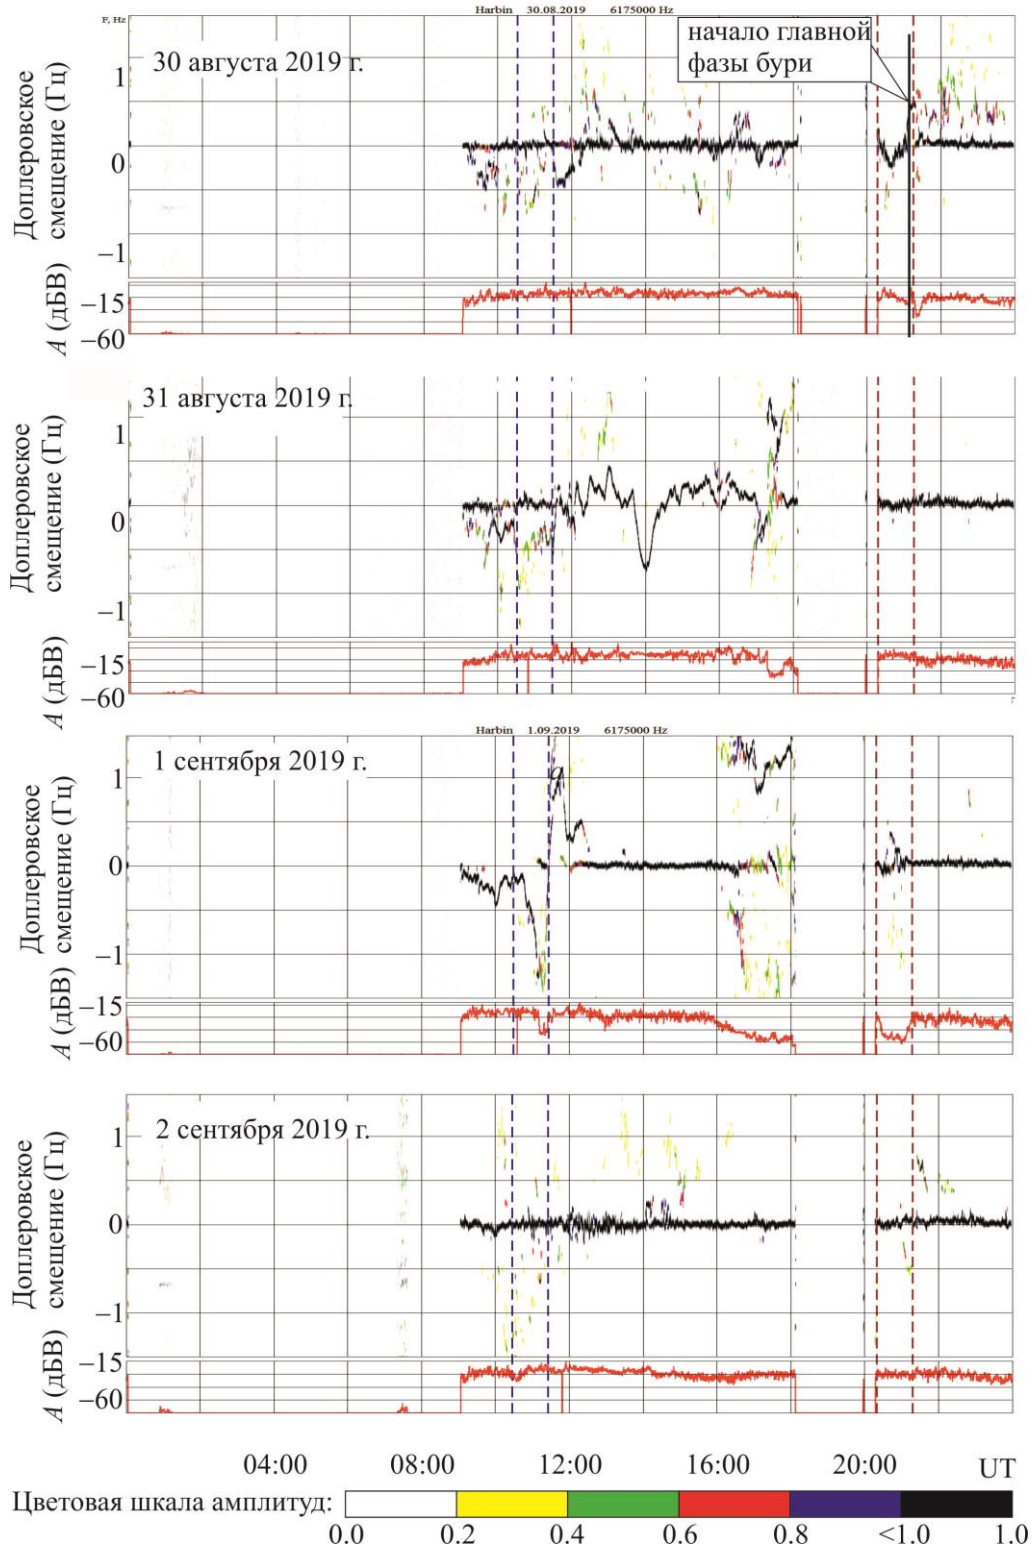 Harbin 30.08.2019 6175000 Hz
F, Hz
30 августа 2019 г.
начало главной
фазы бури
Доплеровское
смещение (Гц)
1
0
−1
A (дБВ)
−15
−60
31 августа 2019 г.
Доплеровское
смещение (Гц)
1
0
−1
A (дБВ)
−15
−60
Harbin 1.09.2019 6175000 Hz
1 сентября 2019 г.
Доплеровское
смещение (Гц)
1
0
−1
A (дБВ)
−15
−60
2 сентября 2019 г.
Доплеровское
смещение (Гц)
1
0
−1
A (дБВ)
−15
−60
04:00 08:00 12:00 16:00 20:00 UT
Цветовая шкала амплитуд:
0.0 0.2 0.4 0.6 0.8 <1.0 1.0